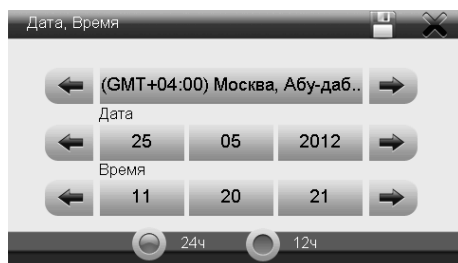 Дата, Время
(GMT+04:00) Москва, Абу-даб..
Дата
25 05 2012
Время
11 20 21
24ч 12ч